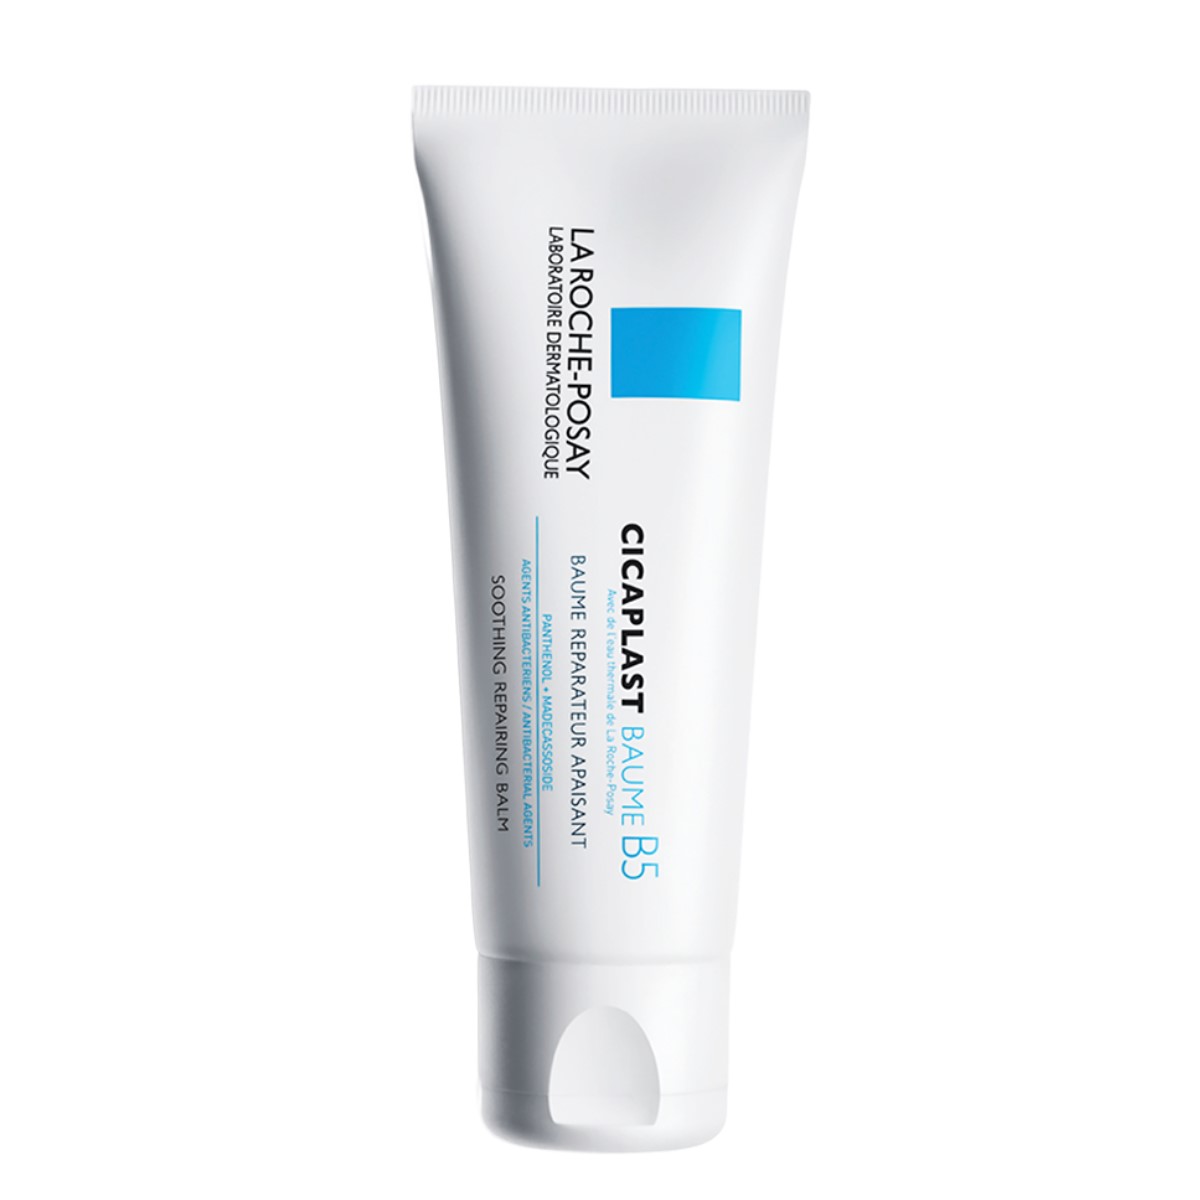 LA ROCHE-POSAY
LABORATOIRE DERMATOLOGIQUE
CICAPLAST BAUME B5
Avec de l'eau thermale de La Roche-Posay
BAUME REPARATEUR APAISANT
PANTHENOL + MADECASSOSIDE
AGENTS ANTIBACTERIENS / ANTIBACTERIAL AGENTS
SOOTHING REPAIRING BALM